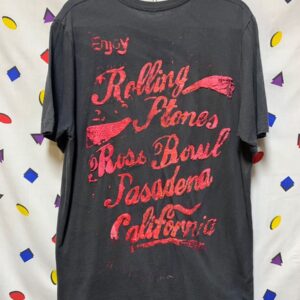 Enjoy
Rolling
Stones
Rose Bowl
Pasadena
California